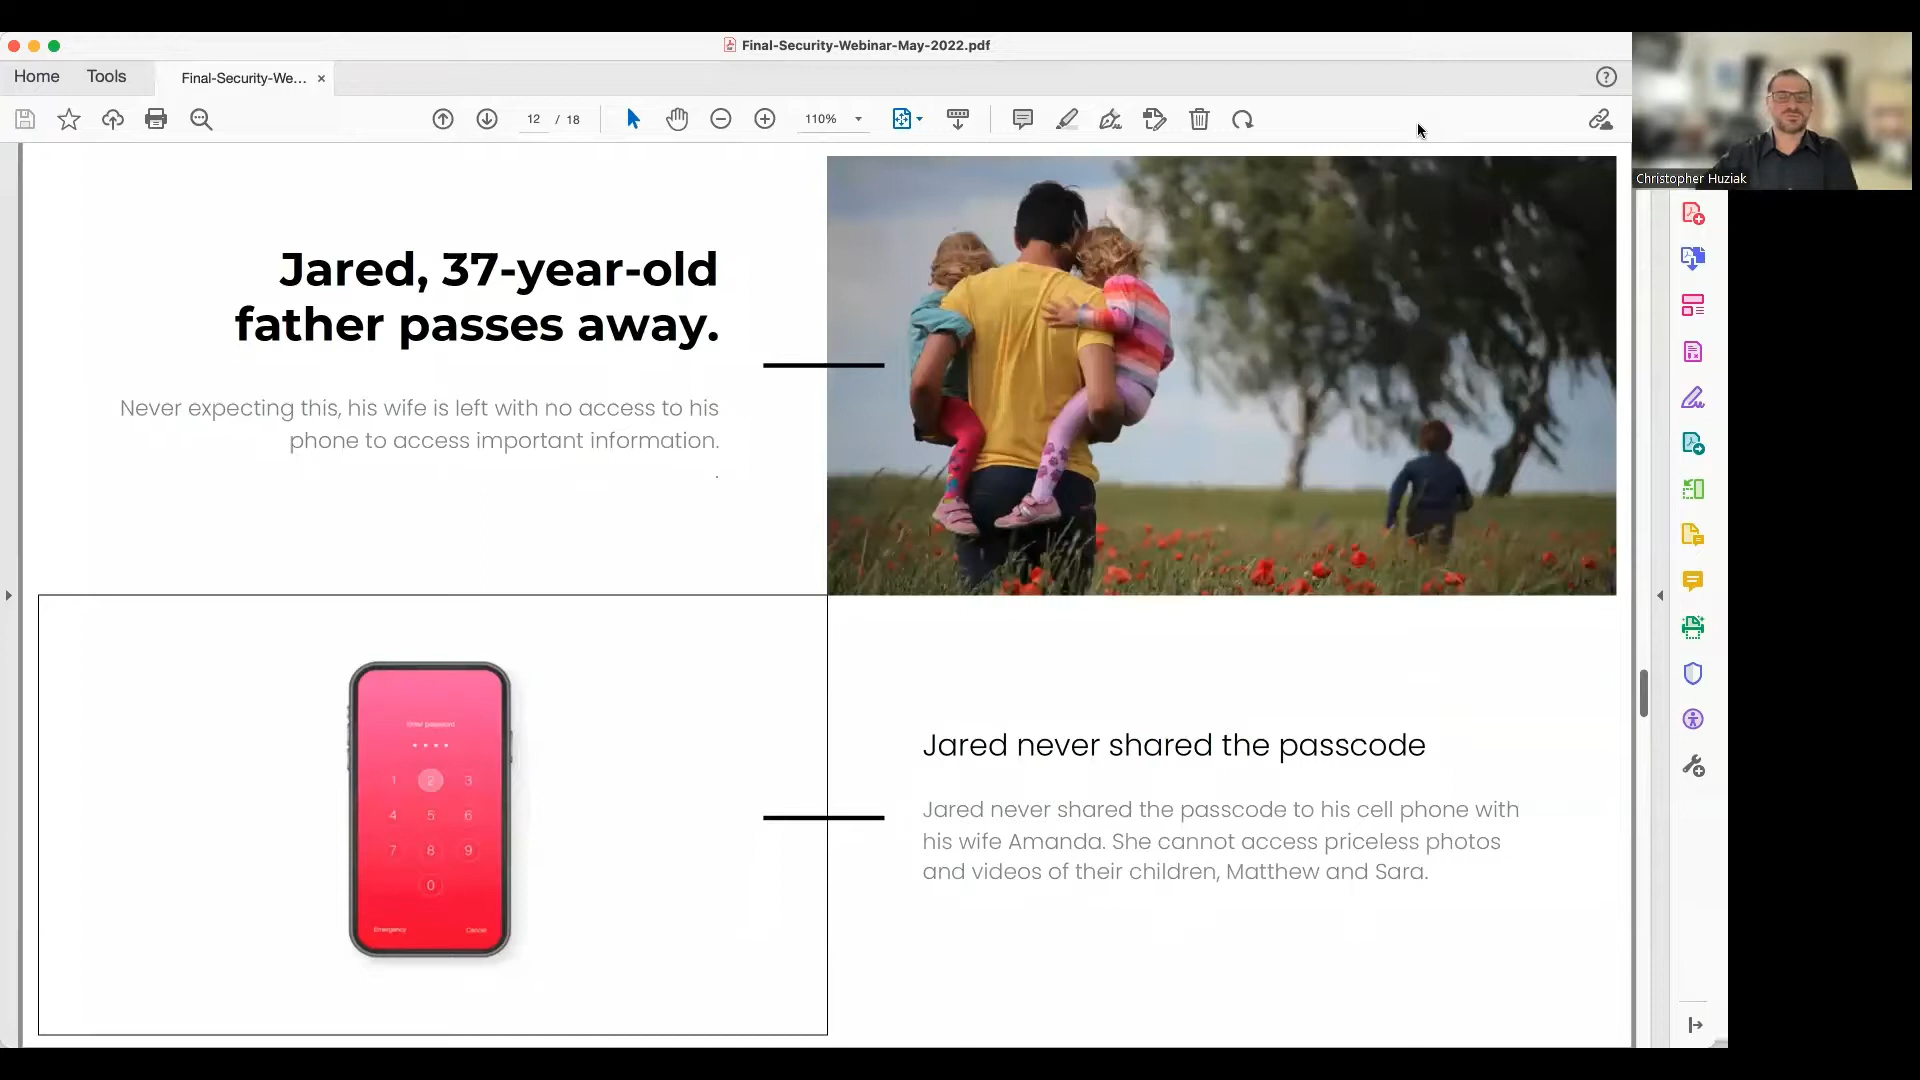 Final-Security-Webinar-May-2022.pdf
Home
Tools
Final-Security-We...
12 / 18
110%
Christopher Huziak
Jared, 37-year-old
father passes away.
Never expecting this, his wife is left with no access to his
phone to access important information.
.
Enter password
1 2 3
4 5 6
7 8 9
0
Emergency
Cancel
Jared never shared the passcode
Jared never shared the passcode to his cell phone with
his wife Amanda. She cannot access priceless photos
and videos of their children, Matthew and Sara.